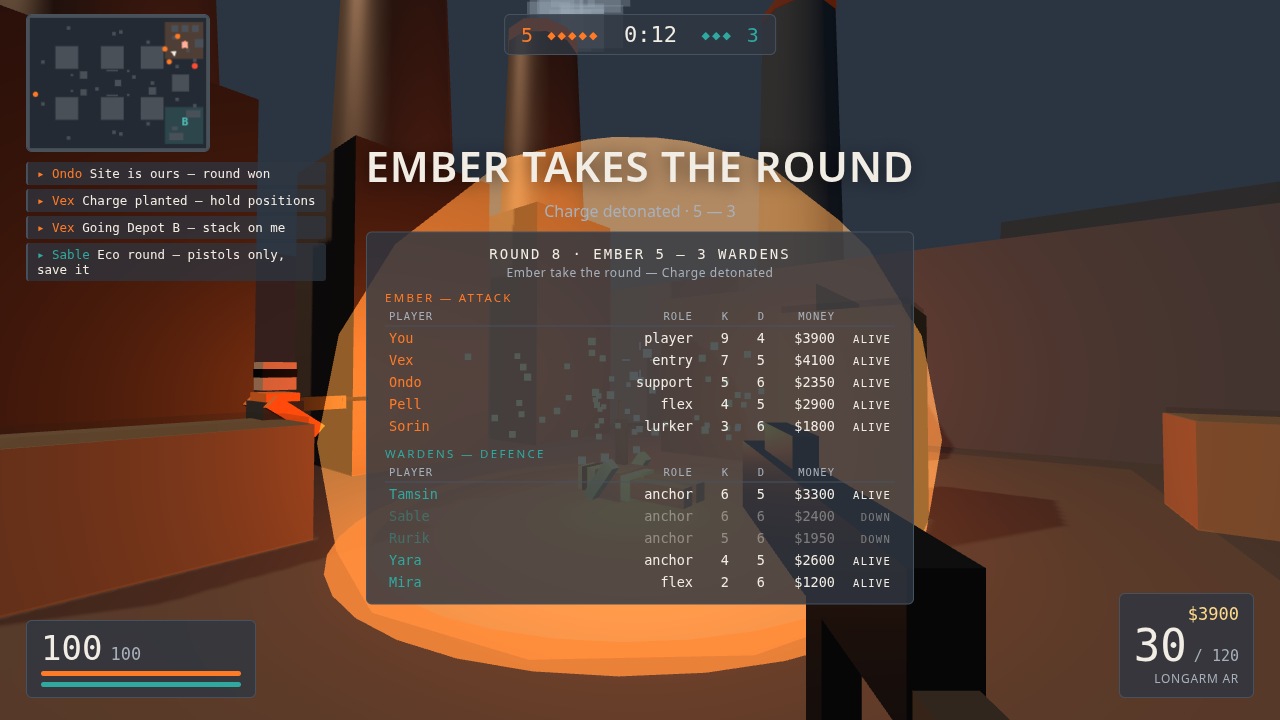 5 ◆◆◆◆◆ 0:12 ◆◆◆ 3
B
▸ Ondo Site is ours — round won
▸ Vex Charge planted — hold positions
▸ Vex Going Depot B — stack on me
▸ Sable Eco round — pistols only,
save it
EMBER TAKES THE ROUND
Charge detonated · 5 — 3
ROUND 8 · EMBER 5 — 3 WARDENS
Ember take the round — Charge detonated
EMBER — ATTACK
PLAYER ROLE K D MONEY
You player 9 4 $3900 ALIVE
Vex entry 7 5 $4100 ALIVE
Ondo support 5 6 $2350 ALIVE
Pell flex 4 5 $2900 ALIVE
Sorin lurker 3 6 $1800 ALIVE
WARDENS — DEFENCE
PLAYER ROLE K D MONEY
Tamsin anchor 6 5 $3300 ALIVE
Sable anchor 6 6 $2400 DOWN
Rurik anchor 5 6 $1950 DOWN
Yara anchor 4 5 $2600 ALIVE
Mira flex 2 6 $1200 ALIVE
100 100
$3900
30 / 120
LONGARM AR